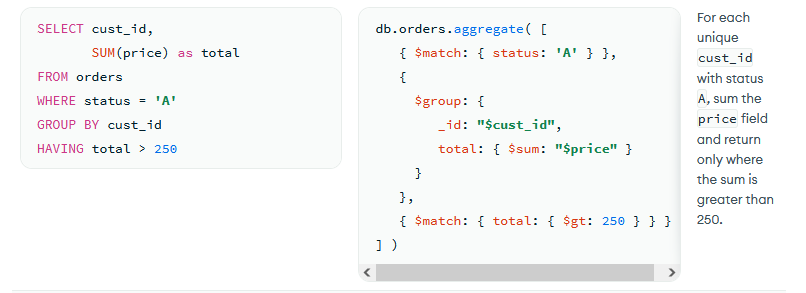 SELECT cust_id,
SUM(price) as total
FROM orders
WHERE status = 'A'
GROUP BY cust_id
HAVING total > 250
db.orders.aggregate( [
{ $match: { status: 'A' } },
{
$group: {
_id: "$cust_id",
total: { $sum: "$price" }
}
},
{ $match: { total: { $gt: 250 } } }
] )
For each
unique
cust_id
with status
A, sum the
price field
and return
only where
the sum is
greater than
250.